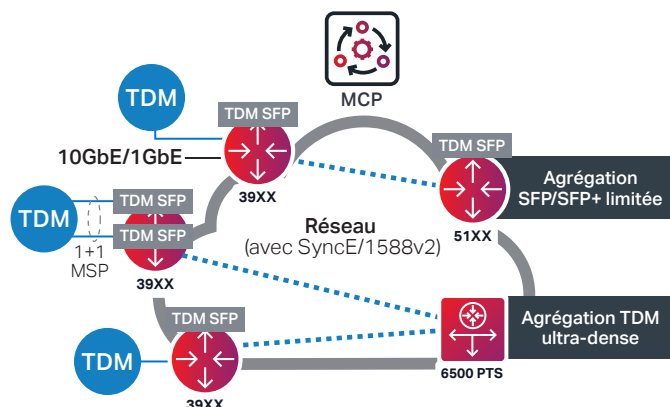 MCP
TDM
TDM SFP
10GbE/1GbE
39XX
TDM SFP
51XX
Agrégation
SFP/SFP+ limitée
TDM
TDM SFP
TDM SFP
1+1
MSP
39XX
Réseau
(avec SyncE/1588v2)
TDM
TDM SFP
39XX
6500 PTS
Agrégation TDM
ultra-dense